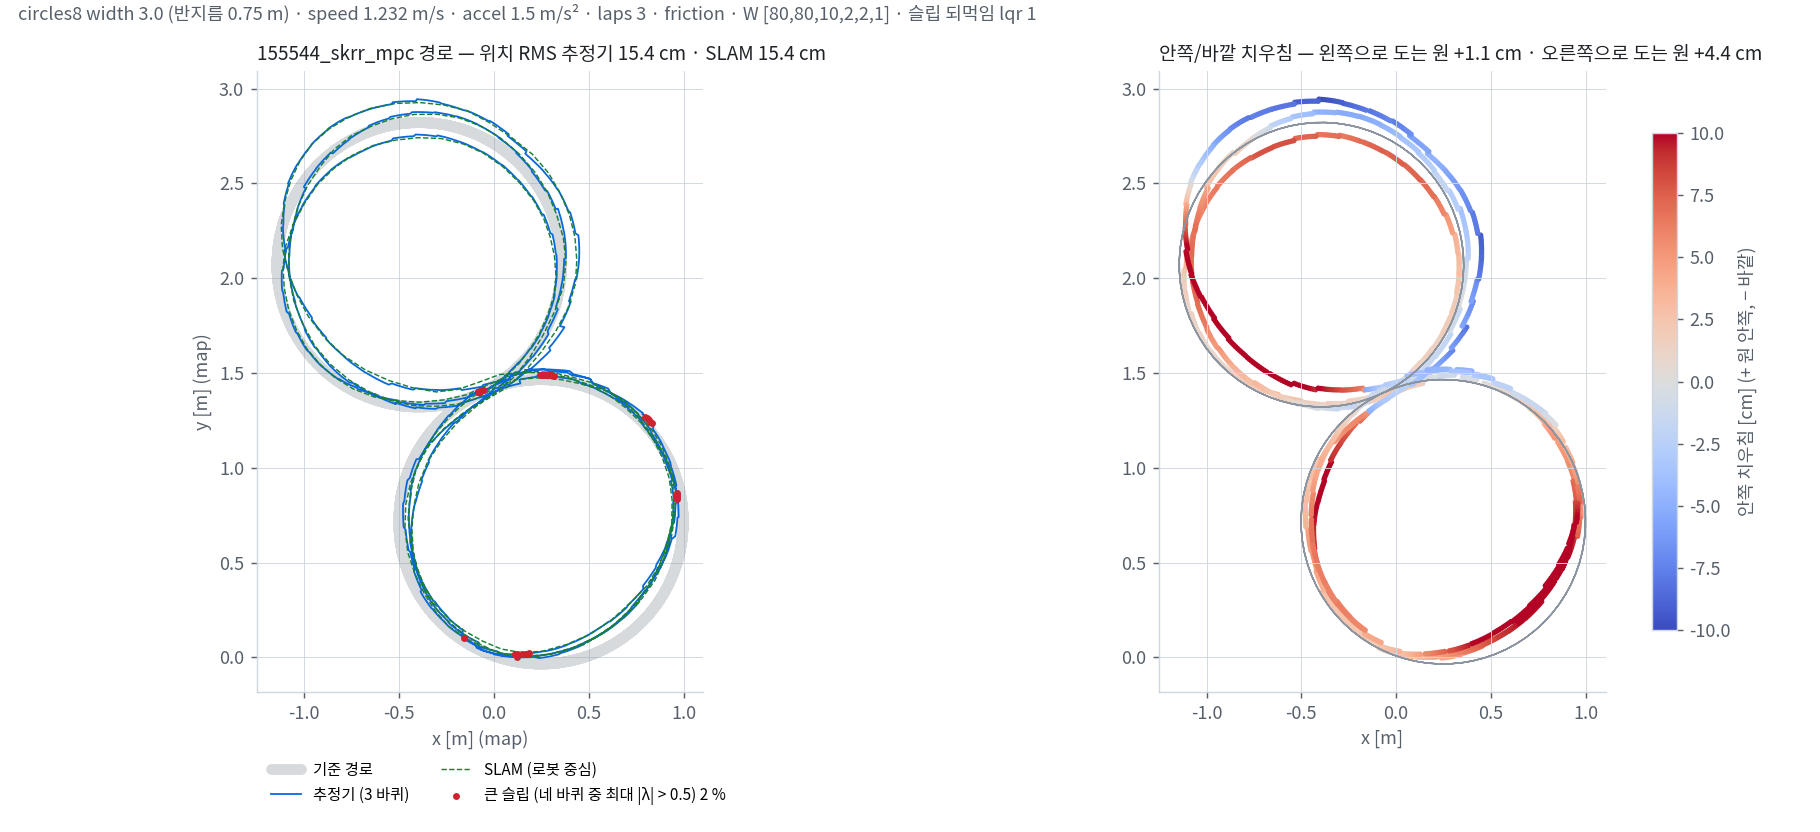 circles8 width 3.0 (반지름 0.75 m) · speed 1.232 m/s · accel 1.5 m/s² · laps 3 · friction · W [80,80,10,2,2,1] · 슬립 되먹임 lqr 1
155544_skrr_mpc 경로 — 위치 RMS 추정기 15.4 cm · SLAM 15.4 cm
3.0
2.5
2.0
1.5
1.0
0.5
0.0
y [m] (map)
-1.0 -0.5 0.0 0.5 1.0
x [m] (map)
기준 경로
추정기 (3 바퀴)
SLAM (로봇 중심)
큰 슬립 (네 바퀴 중 최대 |λ| > 0.5) 2 %
안쪽/바깥 치우침 — 왼쪽으로 도는 원 +1.1 cm · 오른쪽으로 도는 원 +4.4 cm
3.0
2.5
2.0
1.5
1.0
0.5
0.0
-1.0 -0.5 0.0 0.5 1.0
x [m]
10.0
7.5
5.0
2.5
0.0
-2.5
-5.0
-7.5
-10.0
안쪽 치우침 [cm] (+ 원 안쪽, − 바깥)